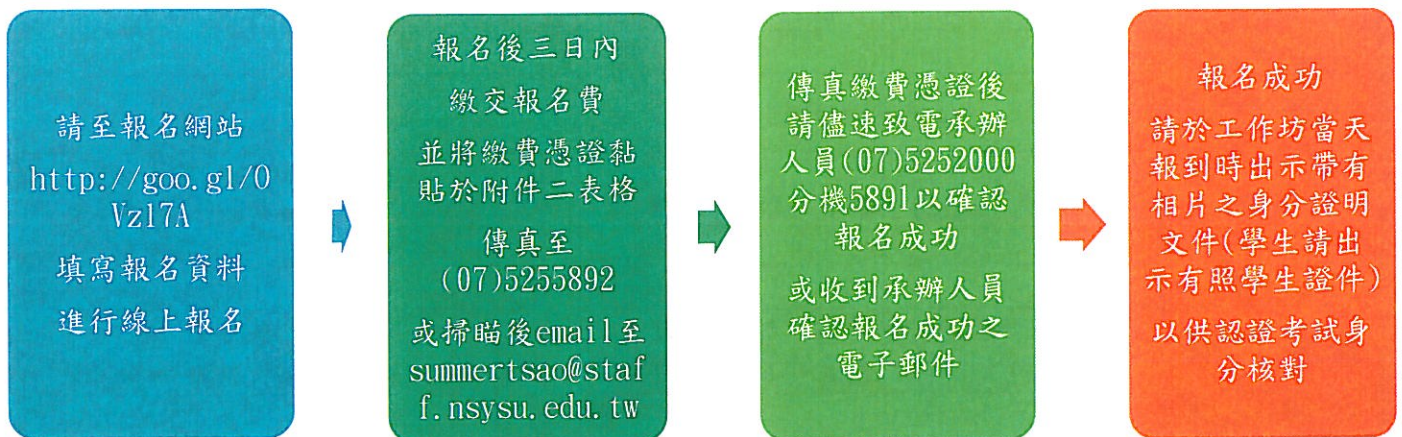 請至報名網站
http://goo.gl/0
Vzl7A
填寫報名資料
進行線上報名
報名後三日內
繳交報名費
並將繳費憑證黏
貼於附件二表格
傳真至
(07)5255892
或掃瞄後email至
summertsao@staf
f.nsysu.edu.tw
傳真繳費憑證後
請儘速致電承辦
人員(07)5252000
分機5891以確認
報名成功
或收到承辦人員
確認報名成功之
電子郵件
報名成功
請於工作坊當天
報到時出示帶有
相片之身分證明
文件(學生請出
示有照學生證件)
以供認證考試身
分核對